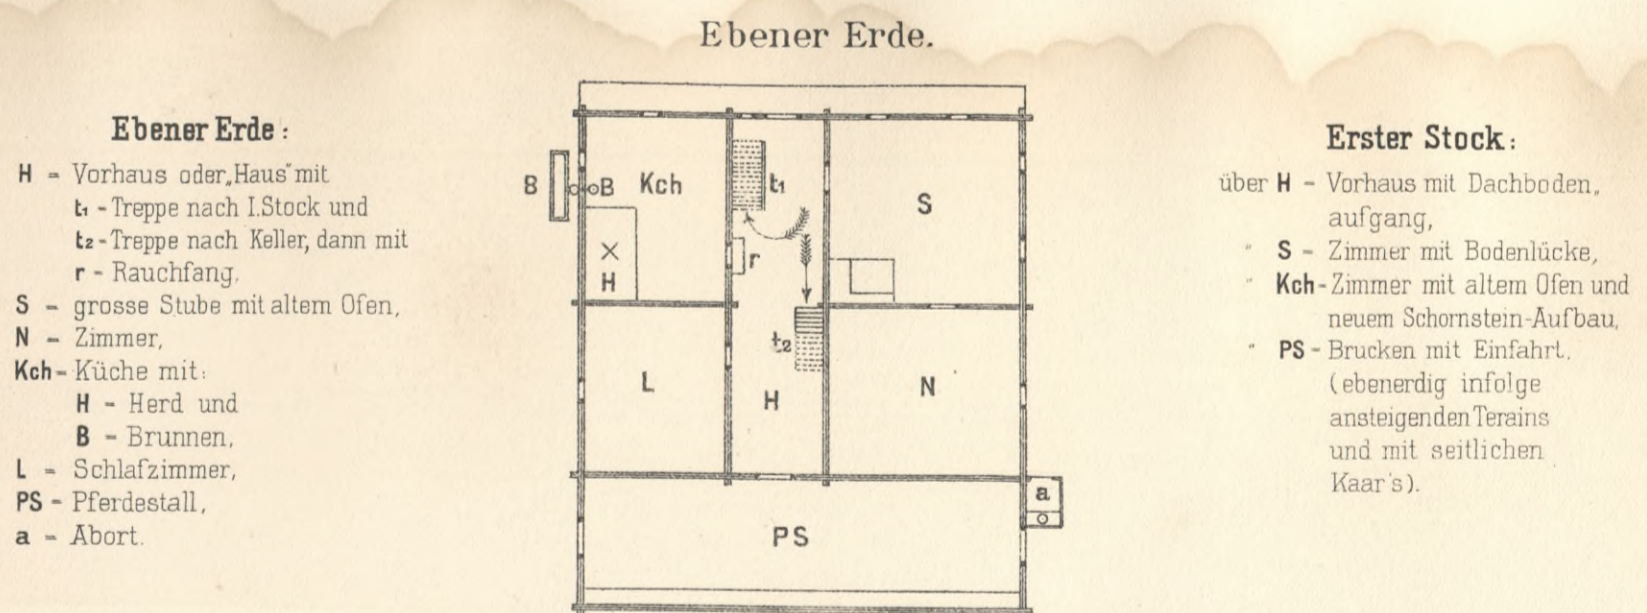 Ebener Erde.
Ebener Erde:
H - Vorhaus oder „Haus" mit
t1 - Treppe nach I. Stock und
t2 - Treppe nach Keller, dann mit
r - Rauchfang.
S - grosse Stube mit altem Ofen,
N - Zimmer,
Kch - Küche mit:
H - Herd und
B - Brunnen,
L - Schlafzimmer,
PS - Pferdestall,
a - Abort.
B
B
Kch
t1
S
H
r
t2
L
H
N
a
PS
Erster Stock:
über H - Vorhaus mit Dachboden,
aufgang,
" S - Zimmer mit Bodenlücke,
" Kch - Zimmer mit altem Ofen und
neuem Schornstein-Aufbau,
" PS - Brucken mit Einfahrt.
(ebenerdig infolge
ansteigenden Terains
und mit seitlichen
Kaar's).